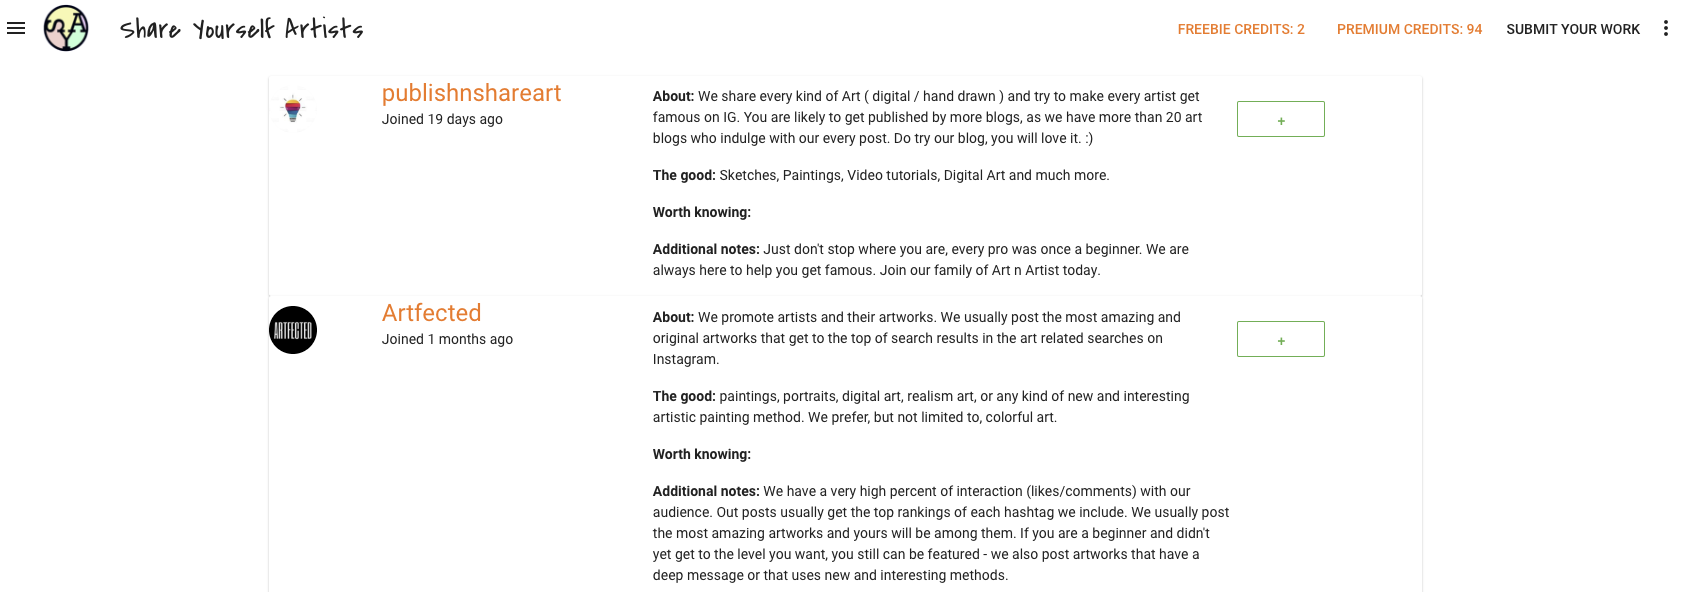 SYA
Share Yourself Artists
FREEBIE CREDITS: 2
PREMIUM CREDITS: 94
SUBMIT YOUR WORK
publishnshareart
Joined 19 days ago
About: We share every kind of Art ( digital / hand drawn ) and try to make every artist get
famous on IG. You are likely to get published by more blogs, as we have more than 20 art
blogs who indulge with our every post. Do try our blog, you will love it. :)
The good: Sketches, Paintings, Video tutorials, Digital Art and much more.
Worth knowing:
Additional notes: Just don't stop where you are, every pro was once a beginner. We are
always here to help you get famous. Join our family of Art n Artist today.
+
ARTFECTED
Artfected
Joined 1 months ago
About: We promote artists and their artworks. We usually post the most amazing and
original artworks that get to the top of search results in the art related searches on
Instagram.
The good: paintings, portraits, digital art, realism art, or any kind of new and interesting
artistic painting method. We prefer, but not limited to, colorful art.
Worth knowing:
Additional notes: We have a very high percent of interaction (likes/comments) with our
audience. Out posts usually get the top rankings of each hashtag we include. We usually post
the most amazing artworks and yours will be among them. If you are a beginner and didn't
yet get to the level you want, you still can be featured - we also post artworks that have a
deep message or that uses new and interesting methods.
+